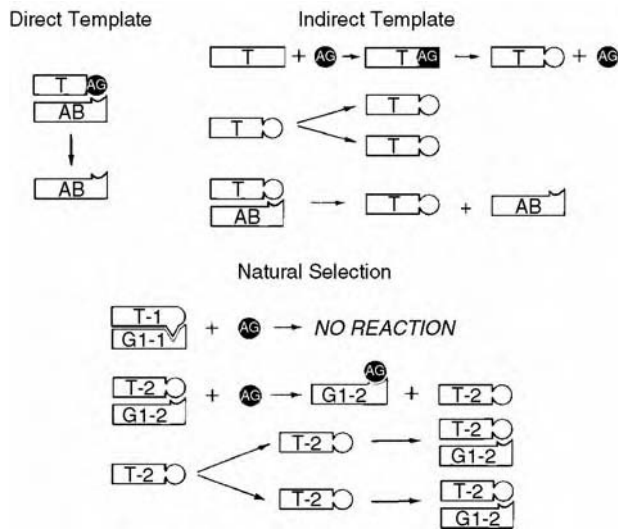 Direct Template
T AG
AB
AB
Indirect Template
T + AG T AG T + AG
T
T
T
T
AB
T + AB
Natural Selection
T-1
G1-1
+ AG NO REACTION
T-2
G1-2
+ AG
AG
G1-2
+ T-2
T-2
T-2
T-2
G1-2
T-2
T-2
G1-2